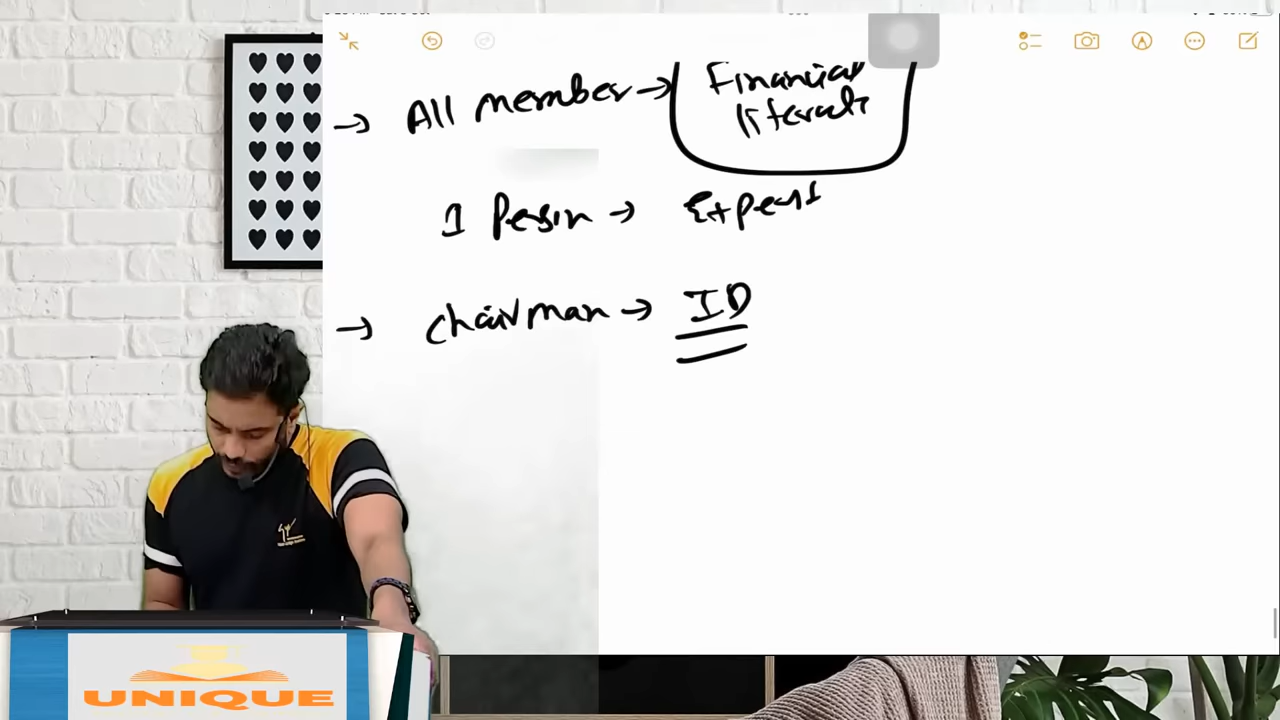 → All member → Financial
literate
1 Person → Expert
→ Chairman → ID
UNIQUE